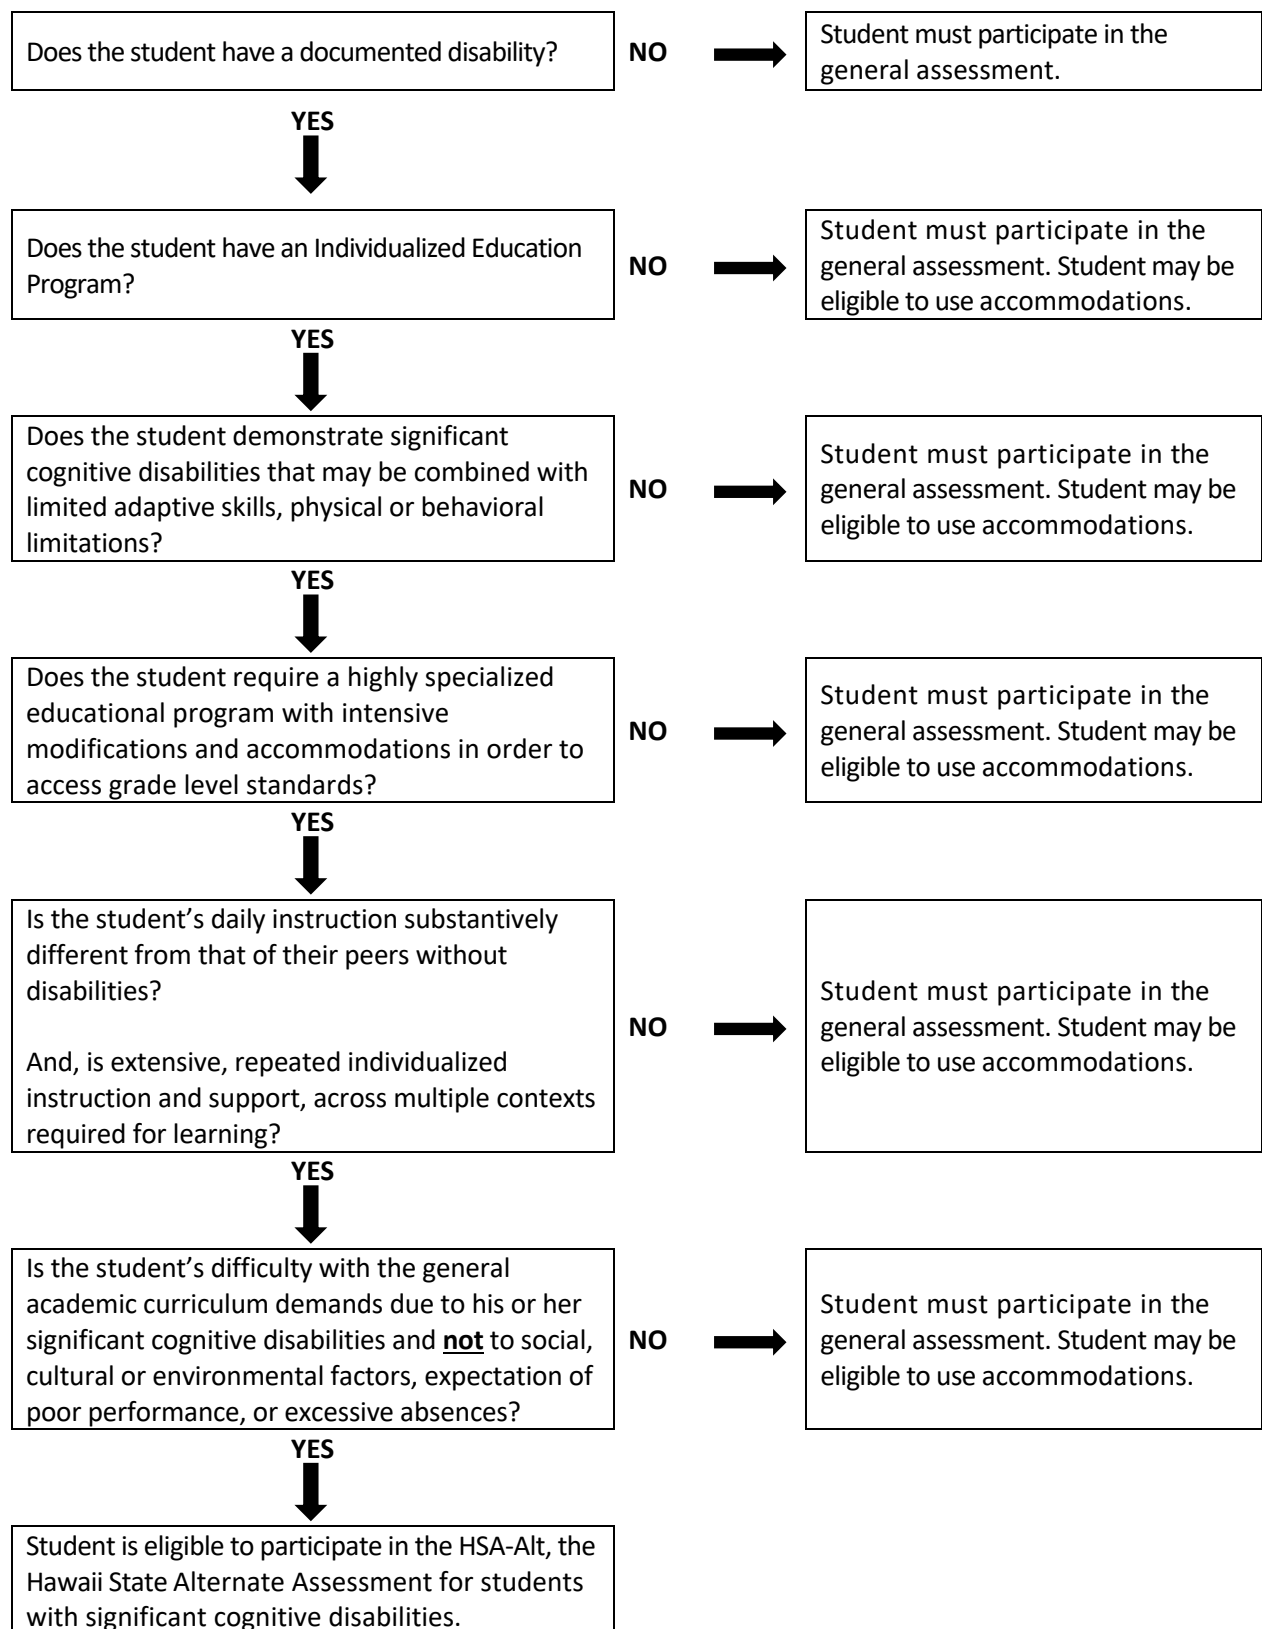 Does the student have a documented disability?
NO
Student must participate in the
general assessment.
YES
Does the student have an Individualized Education
Program?
NO
Student must participate in the
general assessment. Student may be
eligible to use accommodations.
YES
Does the student demonstrate significant
cognitive disabilities that may be combined with
limited adaptive skills, physical or behavioral
limitations?
NO
Student must participate in the
general assessment. Student may be
eligible to use accommodations.
YES
Does the student require a highly specialized
educational program with intensive
modifications and accommodations in order to
access grade level standards?
NO
Student must participate in the
general assessment. Student may be
eligible to use accommodations.
YES
Is the student’s daily instruction substantively
different from that of their peers without
disabilities?
And, is extensive, repeated individualized
instruction and support, across multiple contexts
required for learning?
NO
Student must participate in the
general assessment. Student may be
eligible to use accommodations.
YES
Is the student’s difficulty with the general
academic curriculum demands due to his or her
significant cognitive disabilities and not to social,
cultural or environmental factors, expectation of
poor performance, or excessive absences?
NO
Student must participate in the
general assessment. Student may be
eligible to use accommodations.
YES
Student is eligible to participate in the HSA-Alt, the
Hawaii State Alternate Assessment for students
with significant cognitive disabilities.